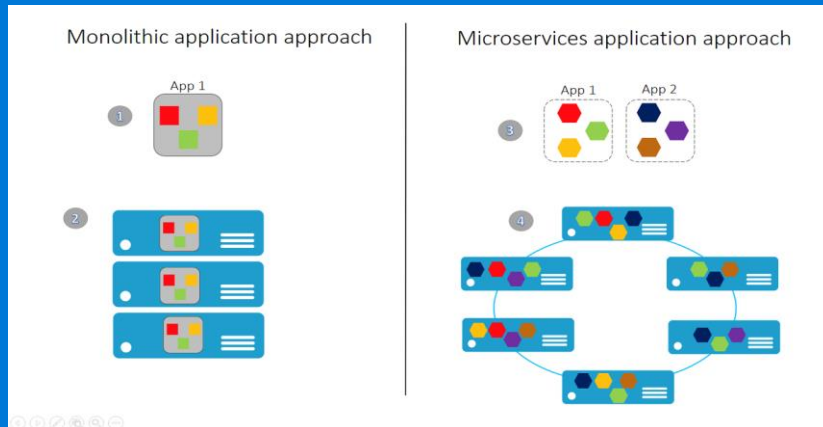 Monolithic application approach
Microservices application approach
App 1
1
2
App 1
App 2
3
4